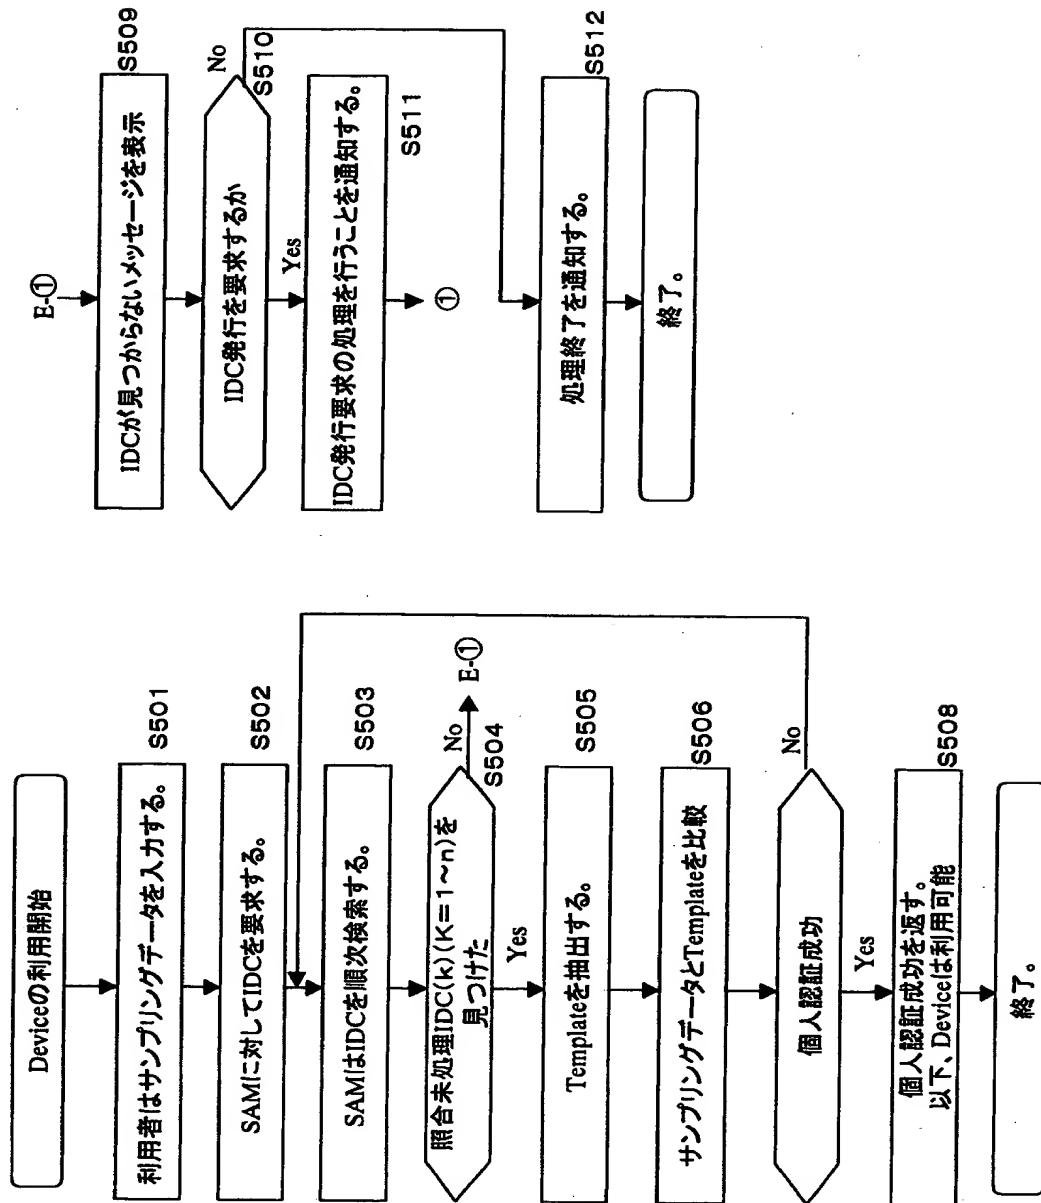 Deviceの利用開始
利用者はサンプリングデータを入力する。
S501
SAMに対してIDCを要求する。
S502
SAMはIDCを順次検索する。
S503
照合未処理IDC(k)(K=1~n)を
見つけた
No
E-①
S504
Yes
Templateを抽出する。
S505
サンプリングデータとTemplateを比較
S506
個人認証成功
No
Yes
個人認証成功を返す。
以下、Deviceは利用可能
S508
終了。
E-①
IDCが見つからないメッセージを表示
S509
IDC発行を要求するか
No
S510
Yes
IDC発行要求の処理を行うことを通知する。
S511
①
処理終了を通知する。
S512
終了。